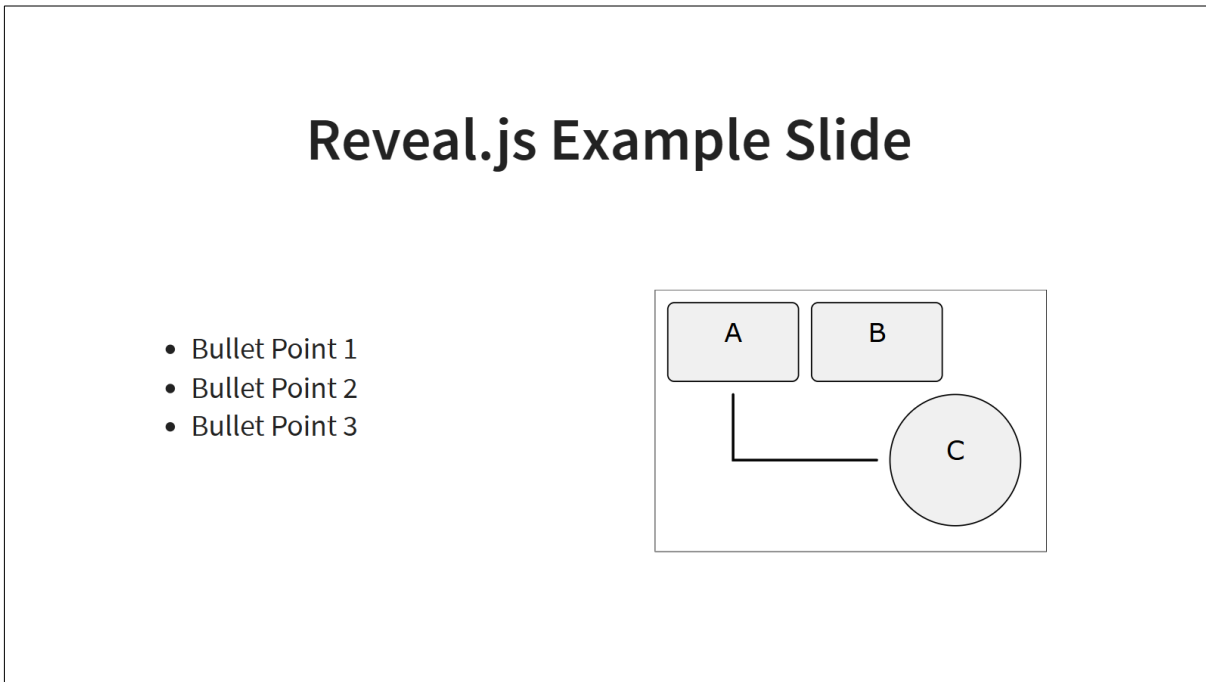 Reveal.js Example Slide
Bullet Point 1
Bullet Point 2
Bullet Point 3
A
B
C